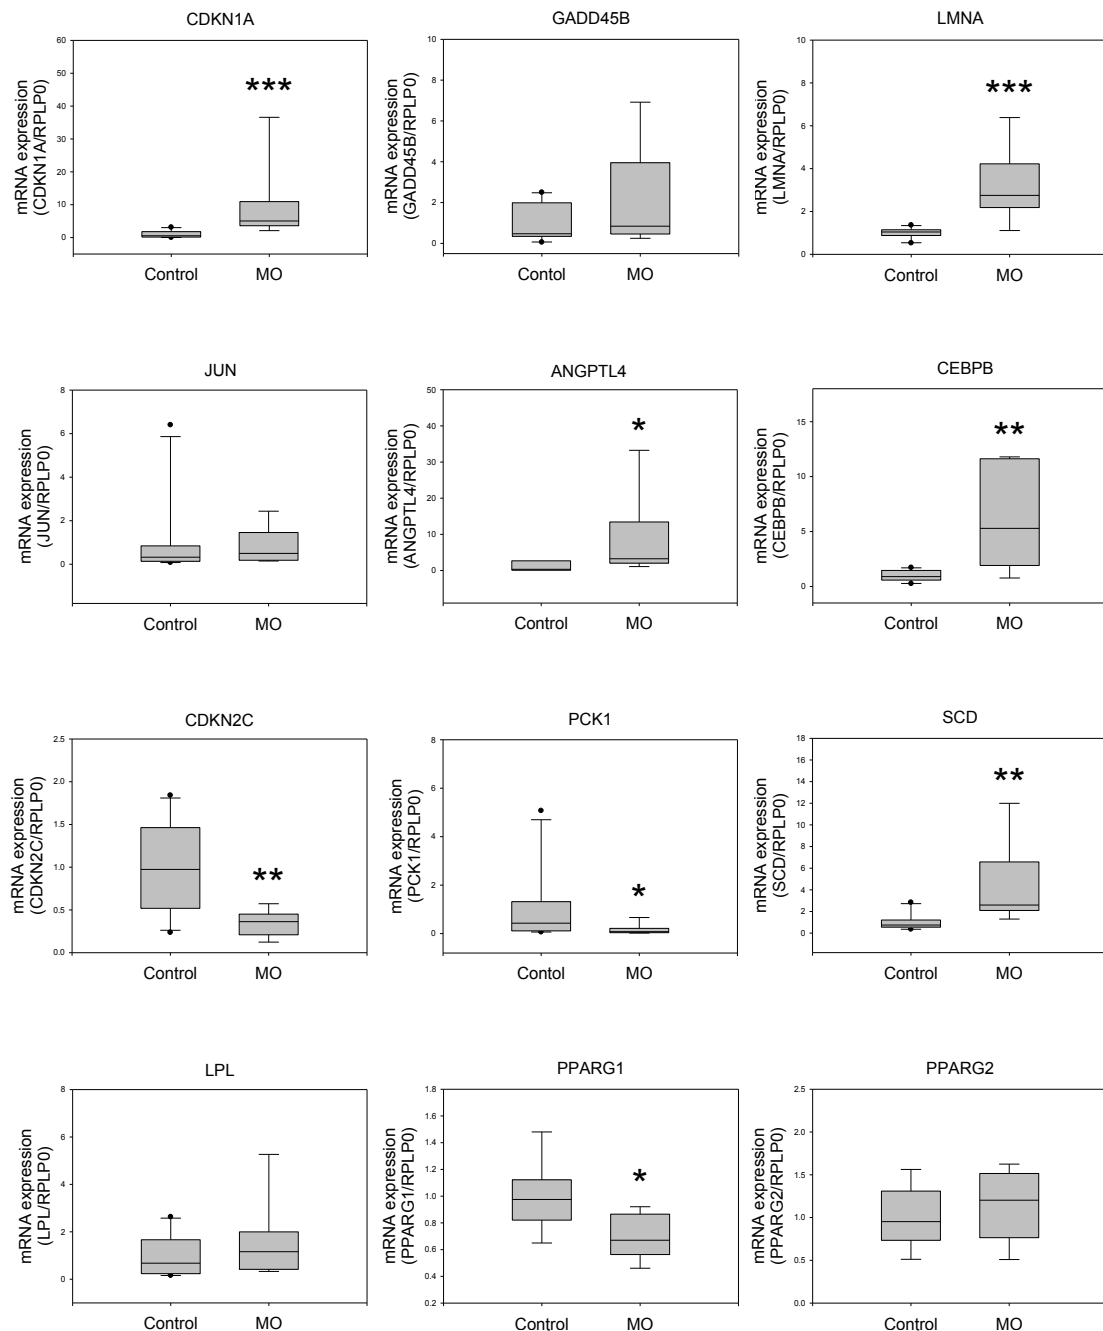 CDKN1A
mRNA expression
(CDKN1A/RPLP0)
60
50
40
30
20
10
0
***
Control
MO
GADD45B
mRNA expression
(GADD45B/RPLP0)
10
8
6
4
2
0
Control
MO
LMNA
mRNA expression
(LMNA/RPLP0)
10
8
6
4
2
0
***
Control
MO
JUN
mRNA expression
(JUN/RPLP0)
8
6
4
2
0
Control
MO
ANGPTL4
mRNA expression
(ANGPTL4/RPLP0)
50
40
30
20
10
0
*
Control
MO
CEBPB
mRNA expression
(CEBPB/RPLP0)
15
10
5
0
**
Control
MO
CDKN2C
mRNA expression
(CDKN2C/RPLP0)
2.5
2.0
1.5
1.0
0.5
0.0
**
Control
MO
PCK1
mRNA expression
(PCK1/RPLP0)
8
6
4
2
0
*
Contol
MO
SCD
mRNA expression
(SCD/RPLP0)
18
16
14
12
10
8
6
4
2
0
**
Control
MO
LPL
mRNA expression
(LPL/RPLP0)
8
6
4
2
0
Control
MO
PPARG1
mRNA expression
(PPARG1/RPLP0)
1.8
1.6
1.4
1.2
1.0
0.8
0.6
0.4
0.2
*
Control
MO
PPARG2
mRNA expression
(PPARG2/RPLP0)
2.5
2.0
1.5
1.0
0.5
0.0
Control
MO